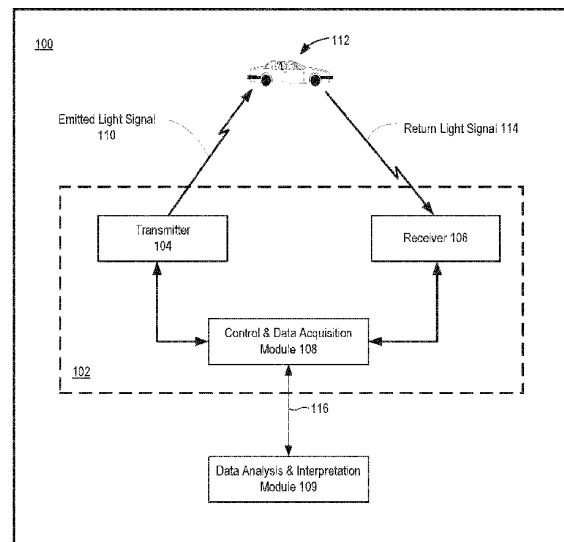 100
112
Emitted Light Signal
110
Return Light Signal 114
Transmitter
104
Receiver 106
Control & Data Acquisition
Module 108
102
116
Data Analysis & Interpretation
Module 109